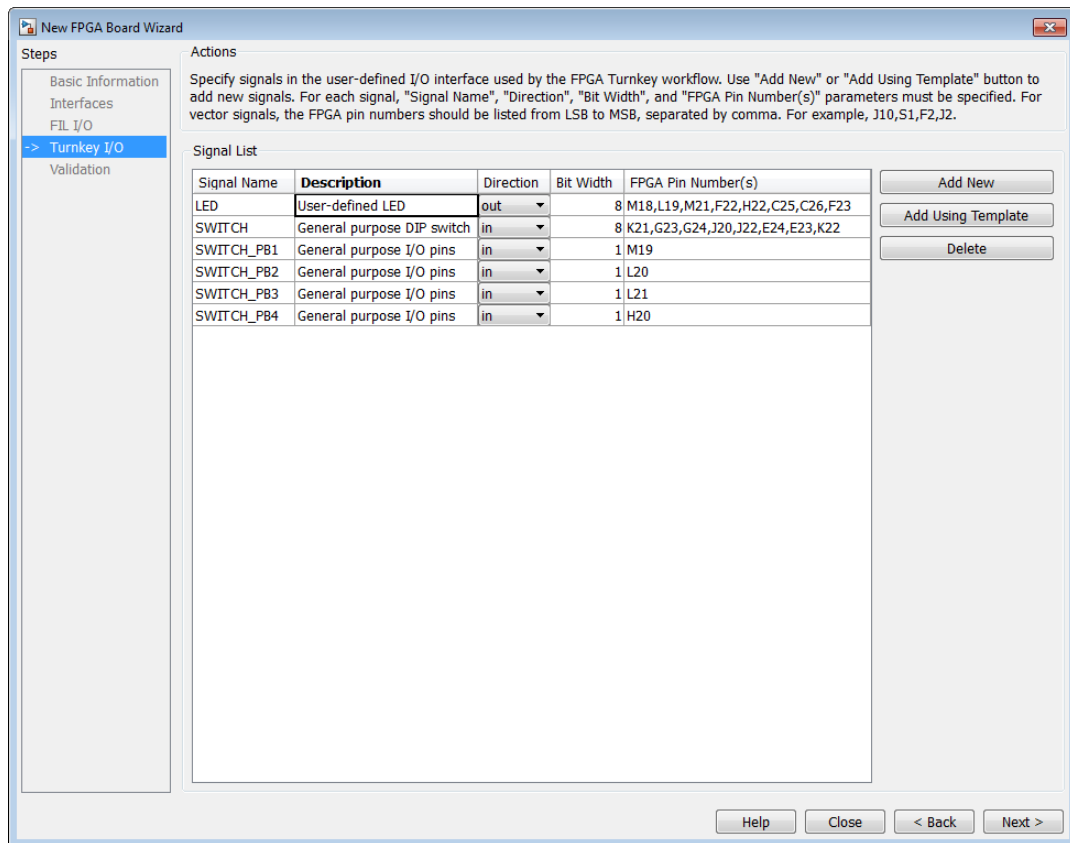 New FPGA Board Wizard
Steps
Basic Information
Interfaces
FIL I/O
-> Turnkey I/O
Validation
Actions
Specify signals in the user-defined I/O interface used by the FPGA Turnkey workflow. Use "Add New" or "Add Using Template" button to
add new signals. For each signal, "Signal Name", "Direction", "Bit Width", and "FPGA Pin Number(s)" parameters must be specified. For
vector signals, the FPGA pin numbers should be listed from LSB to MSB, separated by comma. For example, J10,S1,F2,J2.
Signal List
Signal Name Description Direction Bit Width FPGA Pin Number(s)
LED User-defined LED out 8 M18,L19,M21,F22,H22,C25,C26,F23
SWITCH General purpose DIP switch in 8 K21,G23,G24,J20,J22,E24,E23,K22
SWITCH_PB1 General purpose I/O pins in 1 M19
SWITCH_PB2 General purpose I/O pins in 1 L20
SWITCH_PB3 General purpose I/O pins in 1 L21
SWITCH_PB4 General purpose I/O pins in 1 H20
Add New
Add Using Template
Delete
Help Close < Back Next >